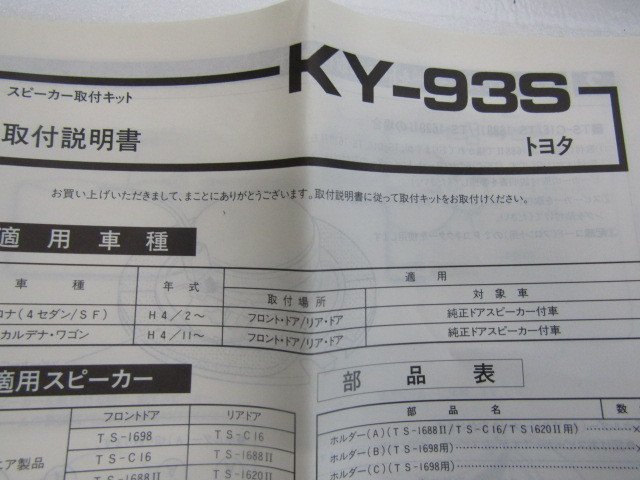 KY-93S
スピーカー取付キット
取付説明書
トヨタ
お買い上げいただきまして、まことにありがとうございます。取付説明書に従って取付キットをお取付けください。
適用車種
車種 年式 適用
取付場所 対象車
ロナ(4セダン/SF) H4/2〜 フロント・ドア/リア・ドア 純正ドアスピーカー付車
カルデナ・ワゴン H4/11〜 フロント・ドア/リア・ドア 純正ドアスピーカー付車
適用スピーカー
フロントドア リアドア
TS-1698 TS-C16
ニア製品 TS-C16 TS-1688II
TS-1688II TS-1620II
部品表
部品名 数
ホルダー(A)(TS-1688II/TS-C16/TS1620II用)
ホルダー(B)(TS-1698用)
ホルダー(C)(TS-1698用)